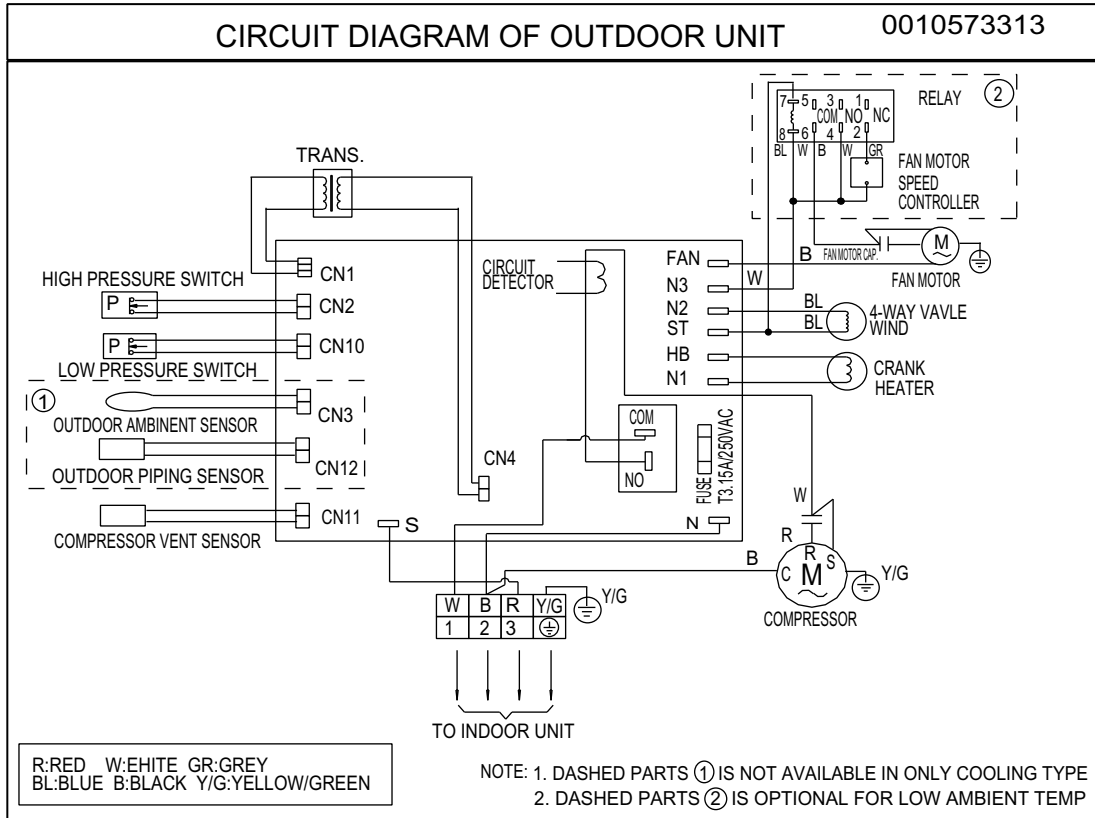 CIRCUIT DIAGRAM OF OUTDOOR UNIT
0010573313
RELAY
2
7 5 3 1
COM NO NC
8 6 4 2
BL W B W GR
FAN MOTOR
SPEED
CONTROLLER
TRANS.
HIGH PRESSURE SWITCH
P
LOW PRESSURE SWITCH
P
1
OUTDOOR AMBINENT SENSOR
OUTDOOR PIPING SENSOR
COMPRESSOR VENT SENSOR
CN1
CN2
CN10
CN3
CN12
CN11
CN4
CIRCUIT
DETECTOR
FAN
N3
N2
ST
HB
N1
B
FAN MOTOR CAP.
M
FAN MOTOR
W
BL
BL
4-WAY VAVLE
WIND
CRANK
HEATER
COM
NO
FUSE
T3.15A/250VAC
S
N
W
R
R
C M S
B
Y/G
COMPRESSOR
W B R Y/G
1 2 3
Y/G
TO INDOOR UNIT
R:RED W:EHITE GR:GREY
BL:BLUE B:BLACK Y/G:YELLOW/GREEN
NOTE: 1. DASHED PARTS ① IS NOT AVAILABLE IN ONLY COOLING TYPE
2. DASHED PARTS ② IS OPTIONAL FOR LOW AMBIENT TEMP